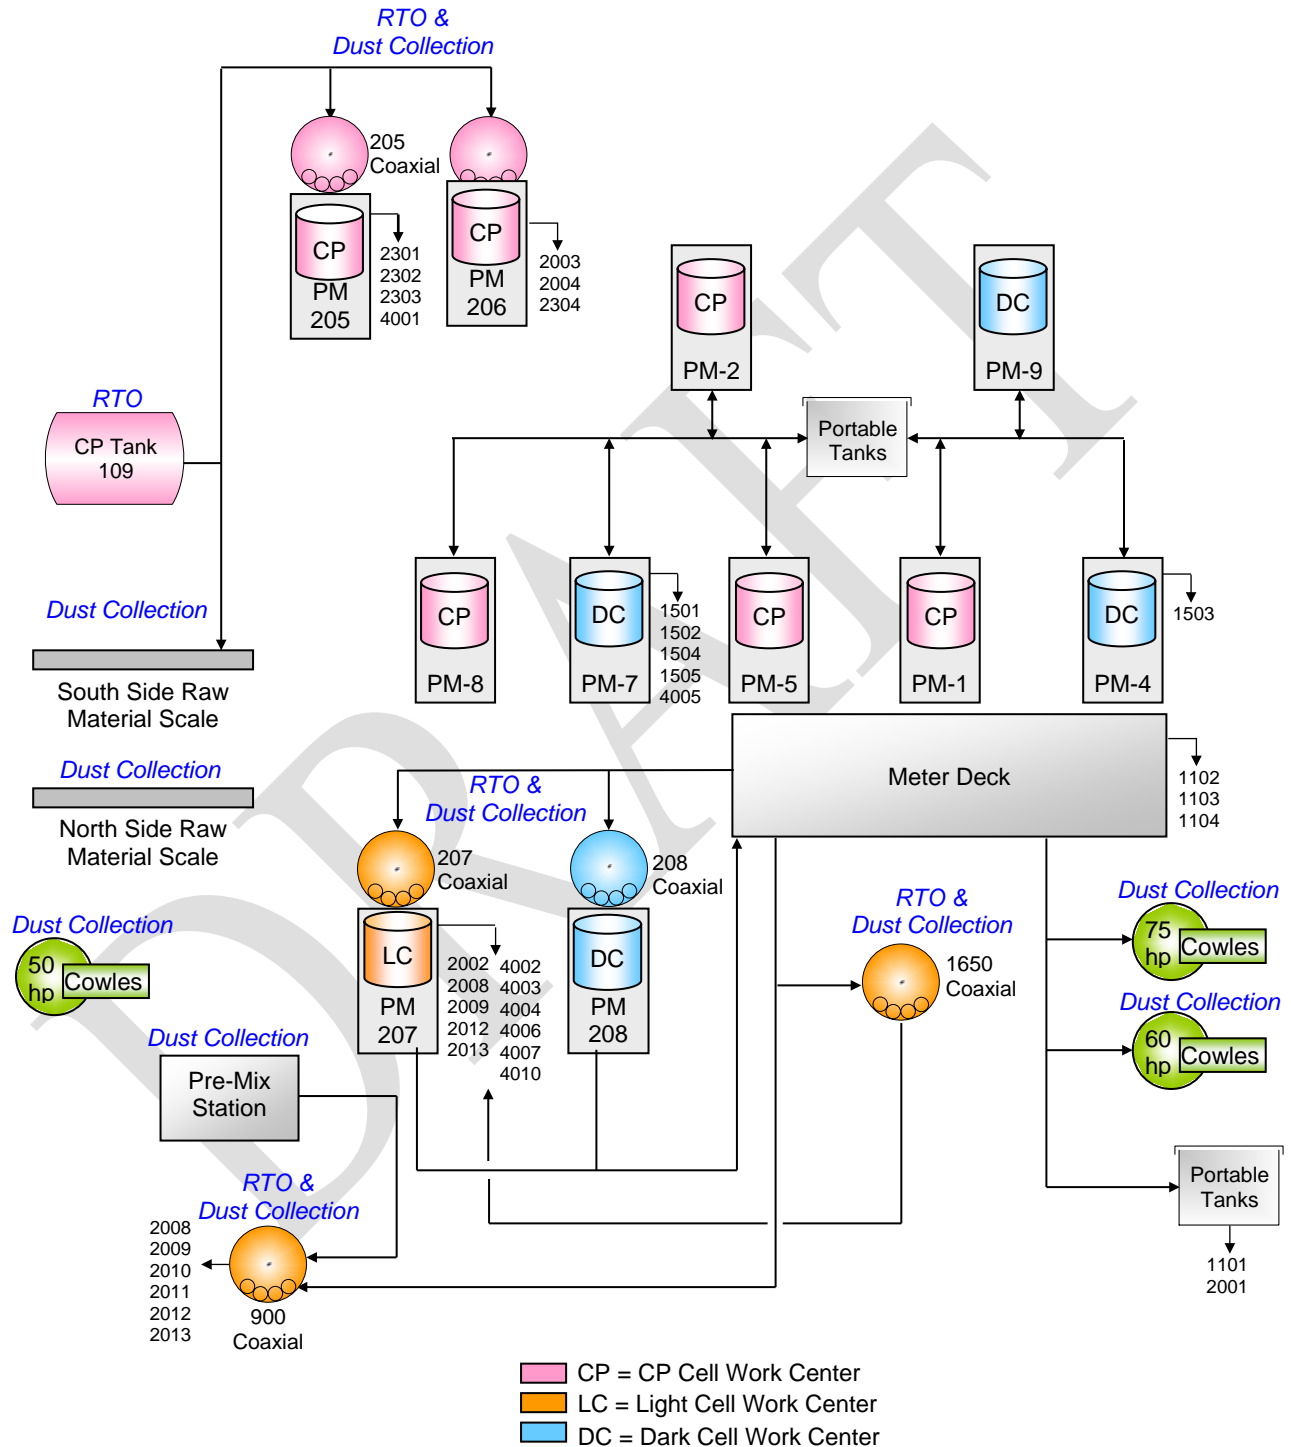 RTO &
Dust Collection
205
Coaxial
CP
PM
205
2301
2302
2303
4001
CP
PM
206
2003
2004
2304
CP
PM-2
DC
PM-9
RTO
CP Tank
109
Portable
Tanks
Dust Collection
South Side Raw
Material Scale
CP
PM-8
DC
PM-7
1501
1502
1504
1505
4005
CP
PM-5
CP
PM-1
DC
PM-4
1503
Dust Collection
North Side Raw
Material Scale
RTO &
Dust Collection
Meter Deck
1102
1103
1104
207
Coaxial
208
Coaxial
LC
PM
207
2002
2008
2009
2012
2013
4002
4003
4004
4006
4007
4010
DC
PM
208
RTO &
Dust Collection
1650
Coaxial
Dust Collection
75
hp
Cowles
Dust Collection
60
hp
Cowles
Dust Collection
50
hp
Cowles
Dust Collection
Pre-Mix
Station
RTO &
Dust Collection
2008
2009
2010
2011
2012
2013
900
Coaxial
Portable
Tanks
1101
2001
CP = CP Cell Work Center
LC = Light Cell Work Center
DC = Dark Cell Work Center
DRAFT